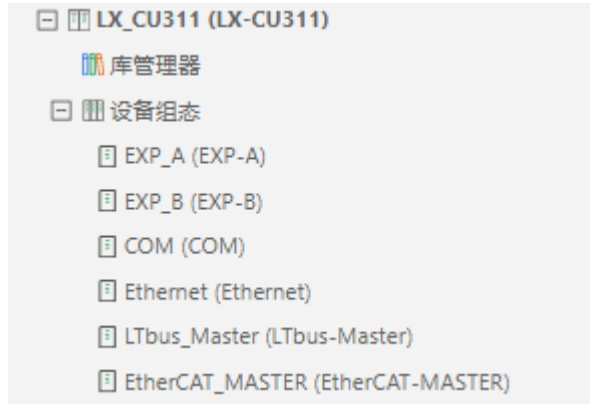 LX_CU311 (LX-CU311)
库管理器
设备组态
EXP_A (EXP-A)
EXP_B (EXP-B)
COM (COM)
Ethernet (Ethernet)
LTbus_Master (LTbus-Master)
EtherCAT_MASTER (EtherCAT-MASTER)